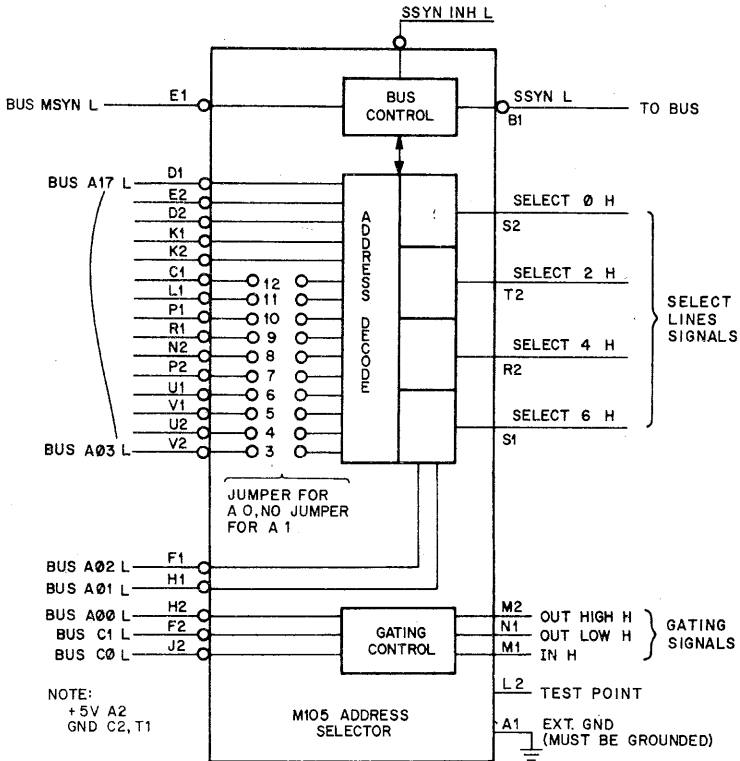 SSYN INH L
BUS MSYN L
E1
BUS
CONTROL
SSYN L
B1
TO BUS
BUS A17 L
D1
E2
D2
K1
K2
C1
12
L1
11
P1
10
R1
9
N2
8
P2
7
U1
6
V1
5
U2
4
BUS AØ3 L
V2
3
ADDRESS DECODE
SELECT Ø H
S2
SELECT 2 H
T2
SELECT 4 H
R2
SELECT 6 H
S1
SELECT
LINES
SIGNALS
JUMPER FOR
A 0, NO JUMPER
FOR A 1
BUS AØ2 L
F1
BUS AØ1 L
H1
BUS AØØ L
H2
BUS C1 L
F2
BUS CØ L
J2
GATING
CONTROL
M2
OUT HIGH H
N1
OUT LOW H
M1
IN H
GATING
SIGNALS
L2
TEST POINT
NOTE:
+5V A2
GND C2, T1
M105 ADDRESS
SELECTOR
A1
EXT. GND
(MUST BE GROUNDED)